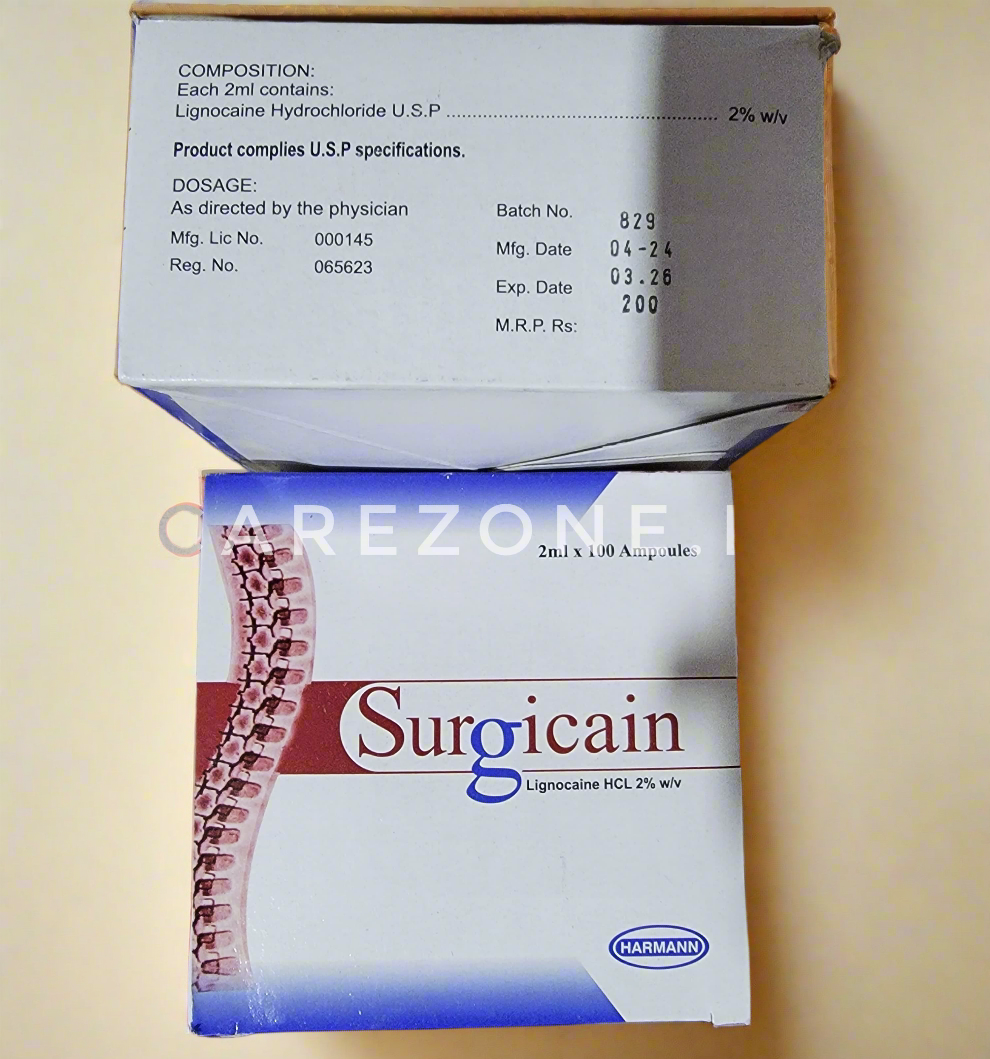 COMPOSITION:
Each 2ml contains:
Lignocaine Hydrochloride U.S.P ................................................ 2% w/v
Product complies U.S.P specifications.
DOSAGE:
As directed by the physician
Mfg. Lic No. 000145
Reg. No. 065623
Batch No. 829
Mfg. Date 04-24
Exp. Date 03.26
M.R.P. Rs: 200
CAREZONE.
2ml x 100 Ampoules
Surgicain
Lignocaine HCL 2% w/v
HARMANN